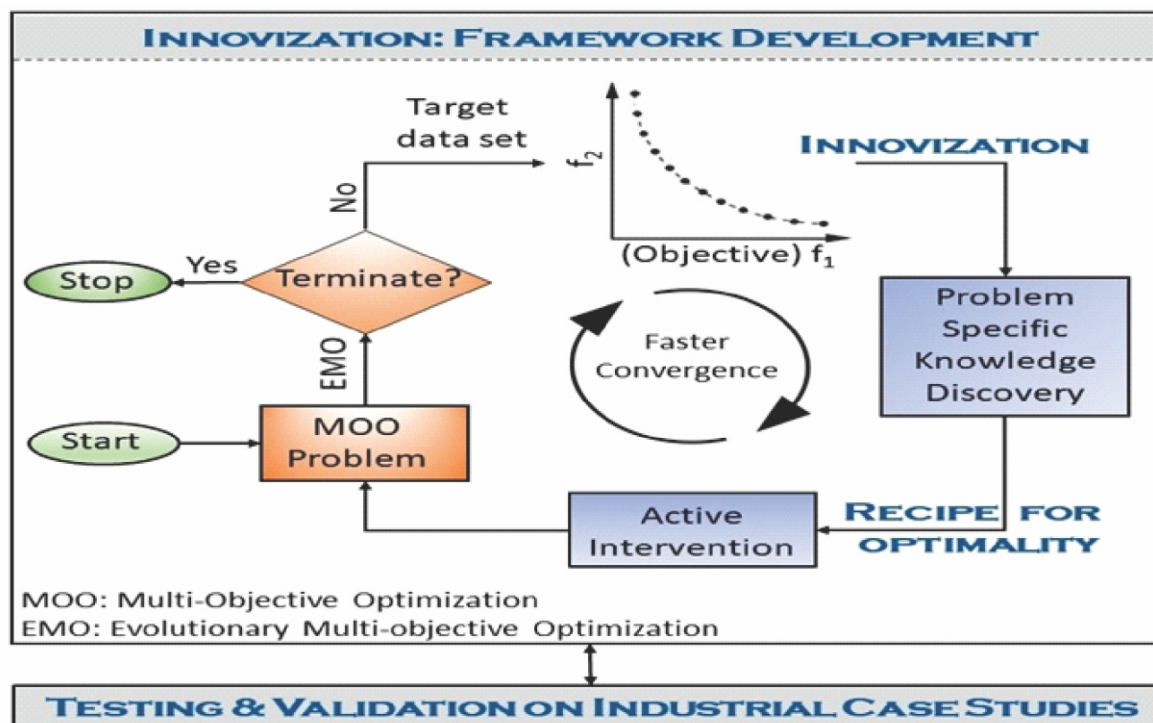 INNOVIZATION: FRAMEWORK DEVELOPMENT
Target
data set
No
f2
(Objective) f1
INNOVIZATION
Stop
Yes
Terminate?
EMO
Start
MOO
Problem
Faster
Convergence
Problem
Specific
Knowledge
Discovery
Active
Intervention
RECIPE FOR
OPTIMALITY
MOO: Multi-Objective Optimization
EMO: Evolutionary Multi-objective Optimization
TESTING & VALIDATION ON INDUSTRIAL CASE STUDIES